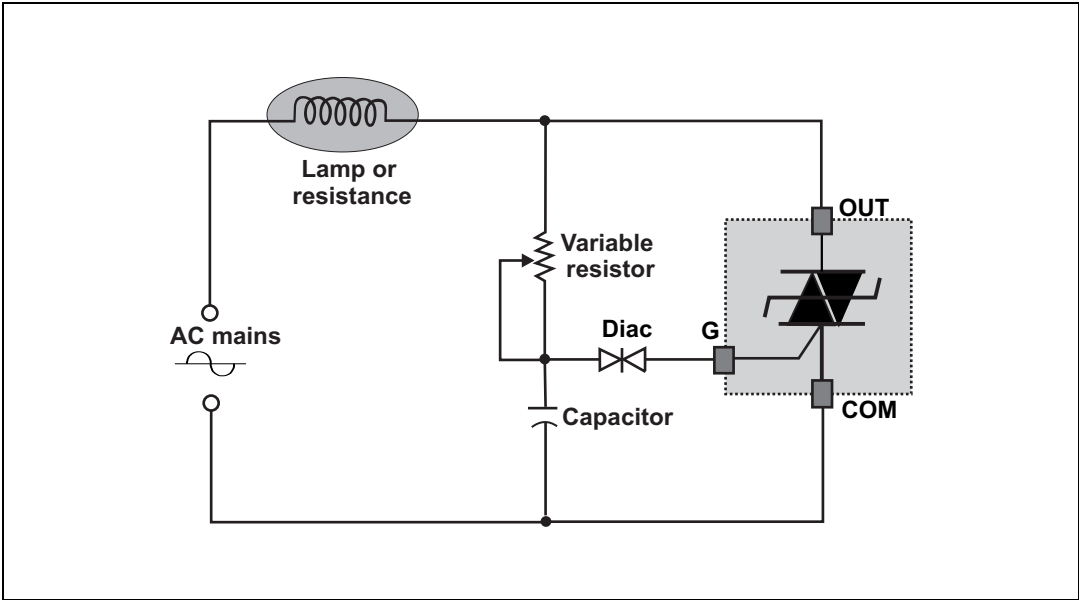 Lamp or
resistance
OUT
Variable
resistor
AC mains
Diac
G
Capacitor
COM